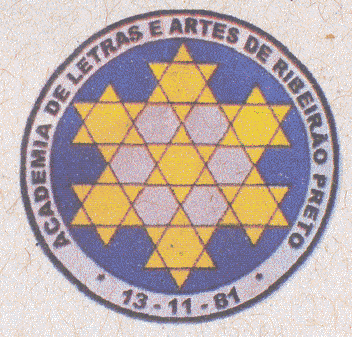 ACADEMIA DE LETRAS E ARTES DE RIBEIRÃO PRETO
13-11-81